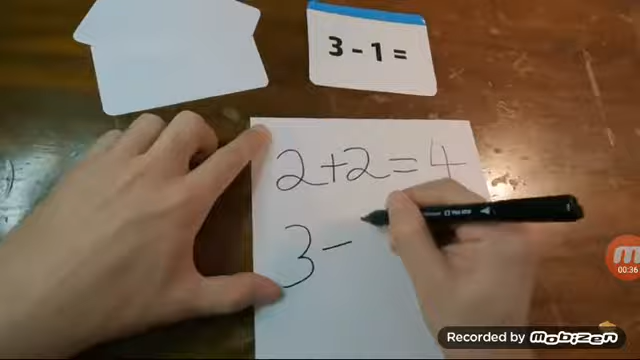 3 - 1 =
2+2=4
3-
00:36
Recorded by mobizen